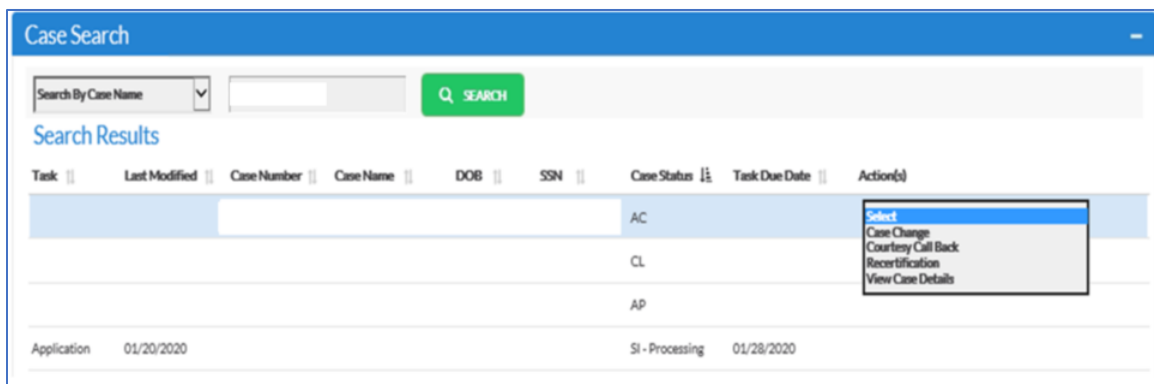 Case Search
Search By Case Name
SEARCH
Search Results
Task Last Modified Case Number Case Name DOB SSN Case Status Task Due Date Action(s)
AC Select
Case Change
Courtesy Call Back
Recertification
View Case Details
CL
AP
Application 01/20/2020 SI - Processing 01/28/2020